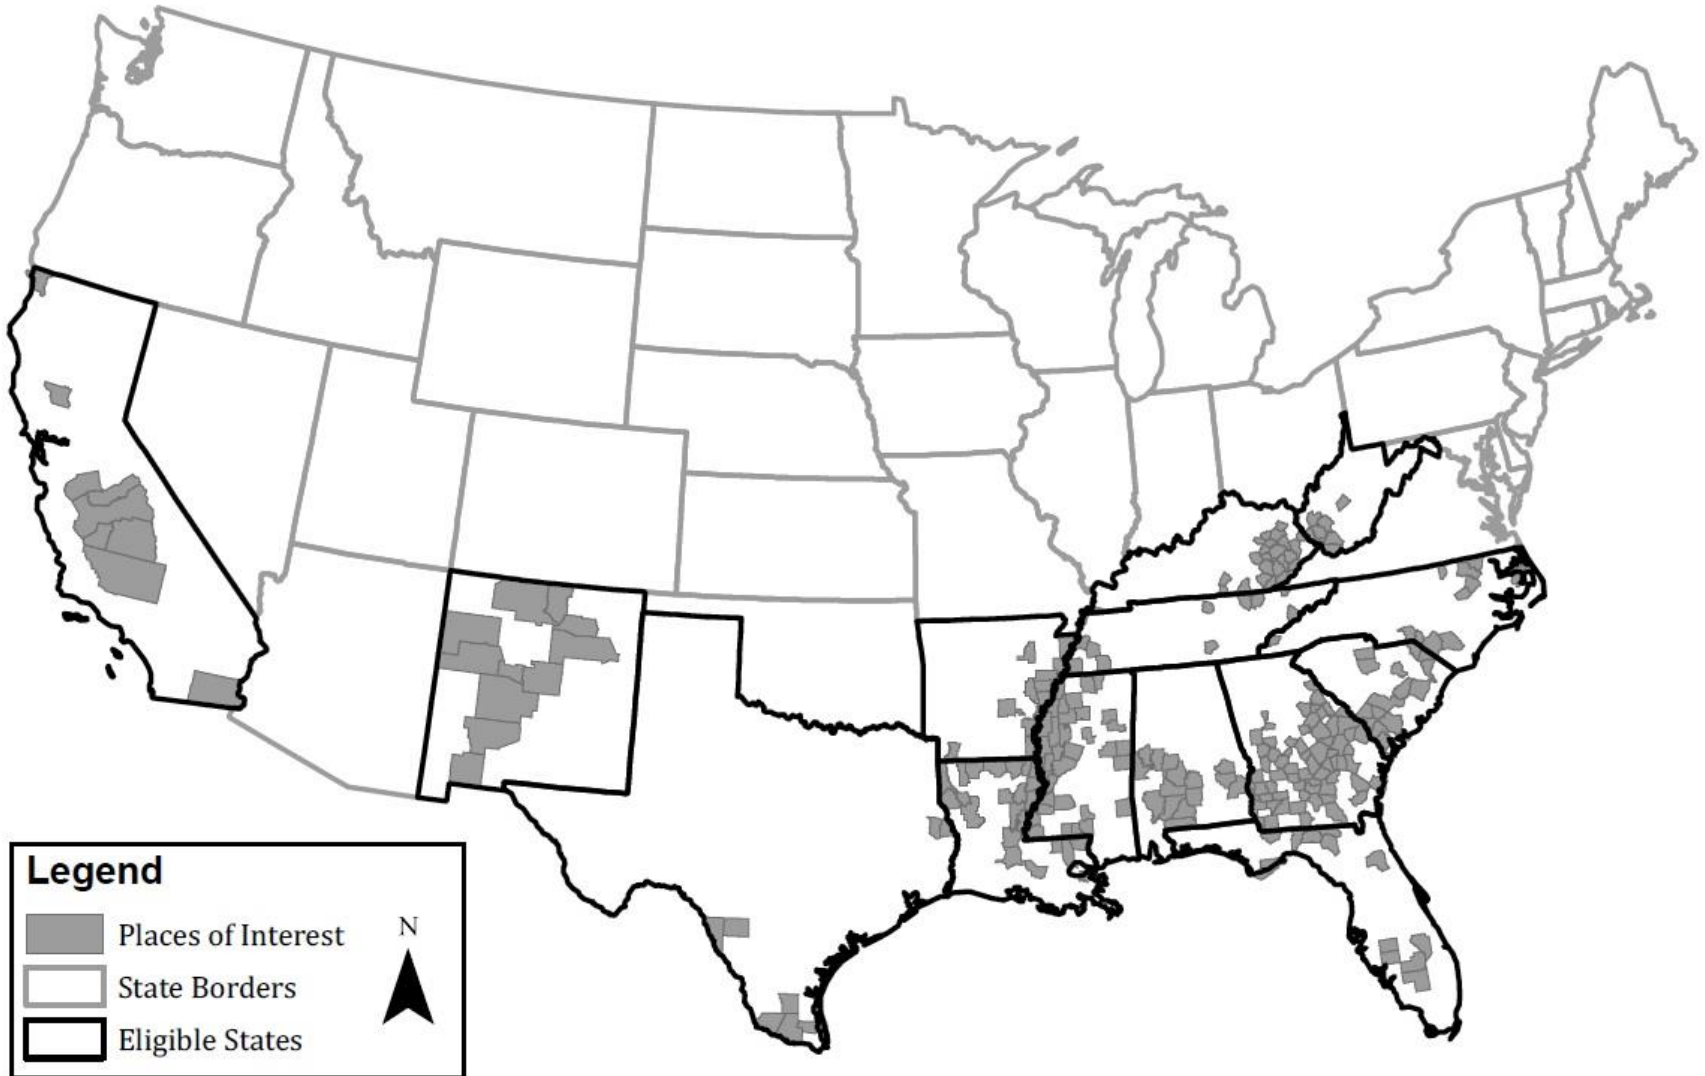 Legend
Places of Interest
N
State Borders
Eligible States